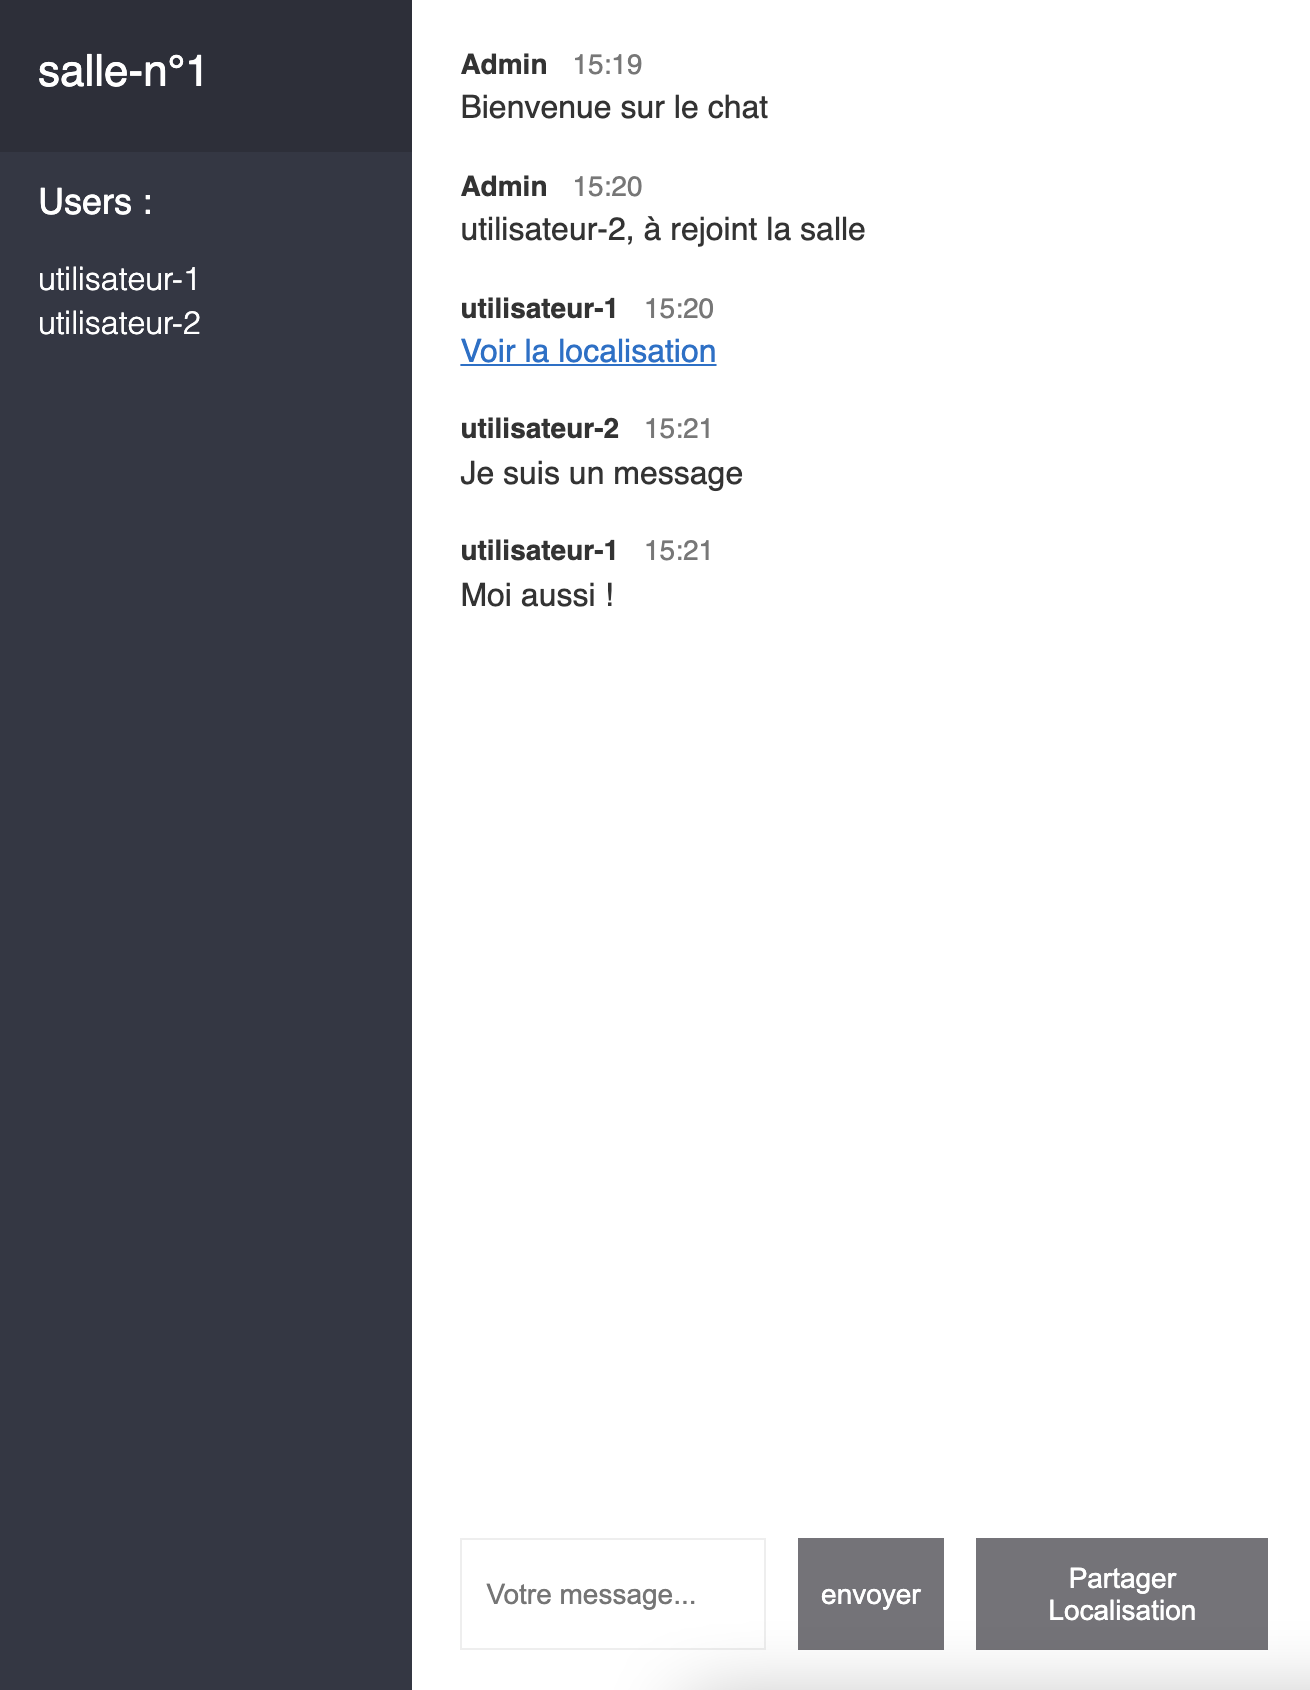 salle-n°1
Users :
utilisateur-1
utilisateur-2
Admin 15:19
Bienvenue sur le chat
Admin 15:20
utilisateur-2, à rejoint la salle
utilisateur-1 15:20
Voir la localisation
utilisateur-2 15:21
Je suis un message
utilisateur-1 15:21
Moi aussi !
Votre message...
envoyer
Partager
Localisation